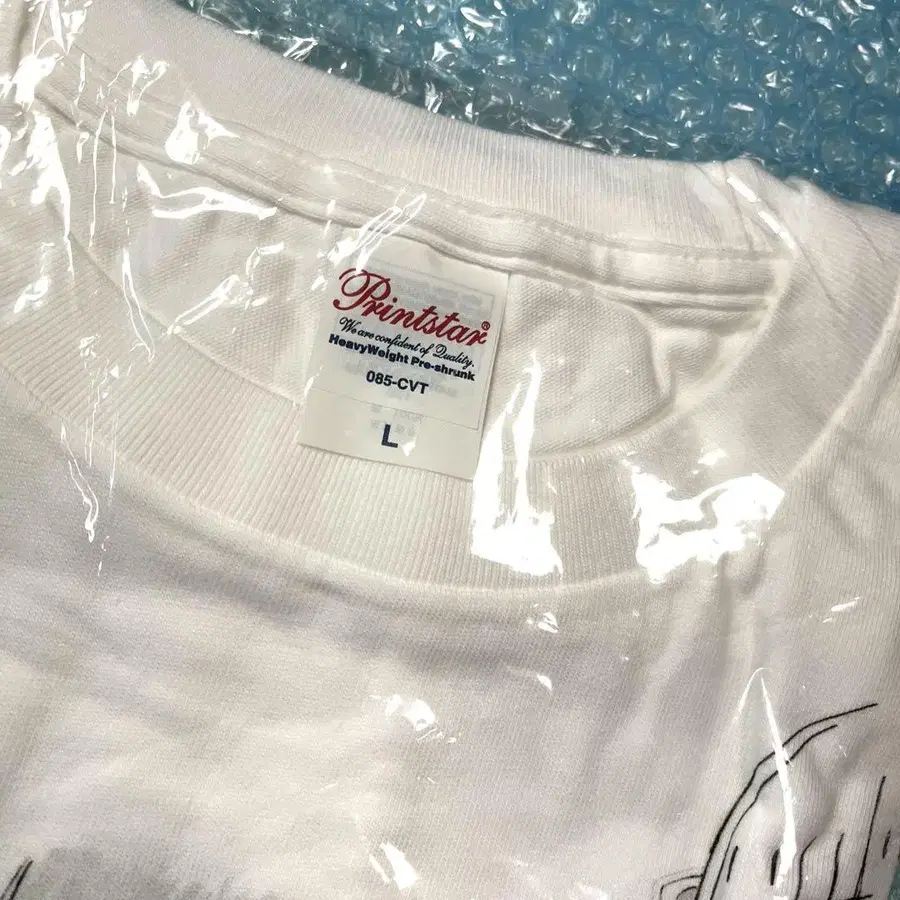 Printstar®
We are confident of Quality.
HeavyWeight Pre-shrunk
085-CVT
L